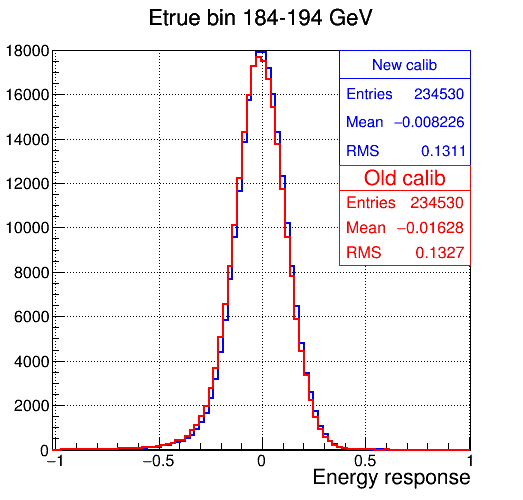 Etrue bin 184-194 GeV
New calib
Entries 234530
Mean −0.008226
RMS 0.1311
Old calib
Entries 234530
Mean −0.01628
RMS 0.1327
18000
16000
14000
12000
10000
8000
6000
4000
2000
0
−1 −0.5 0 0.5 1
Energy response